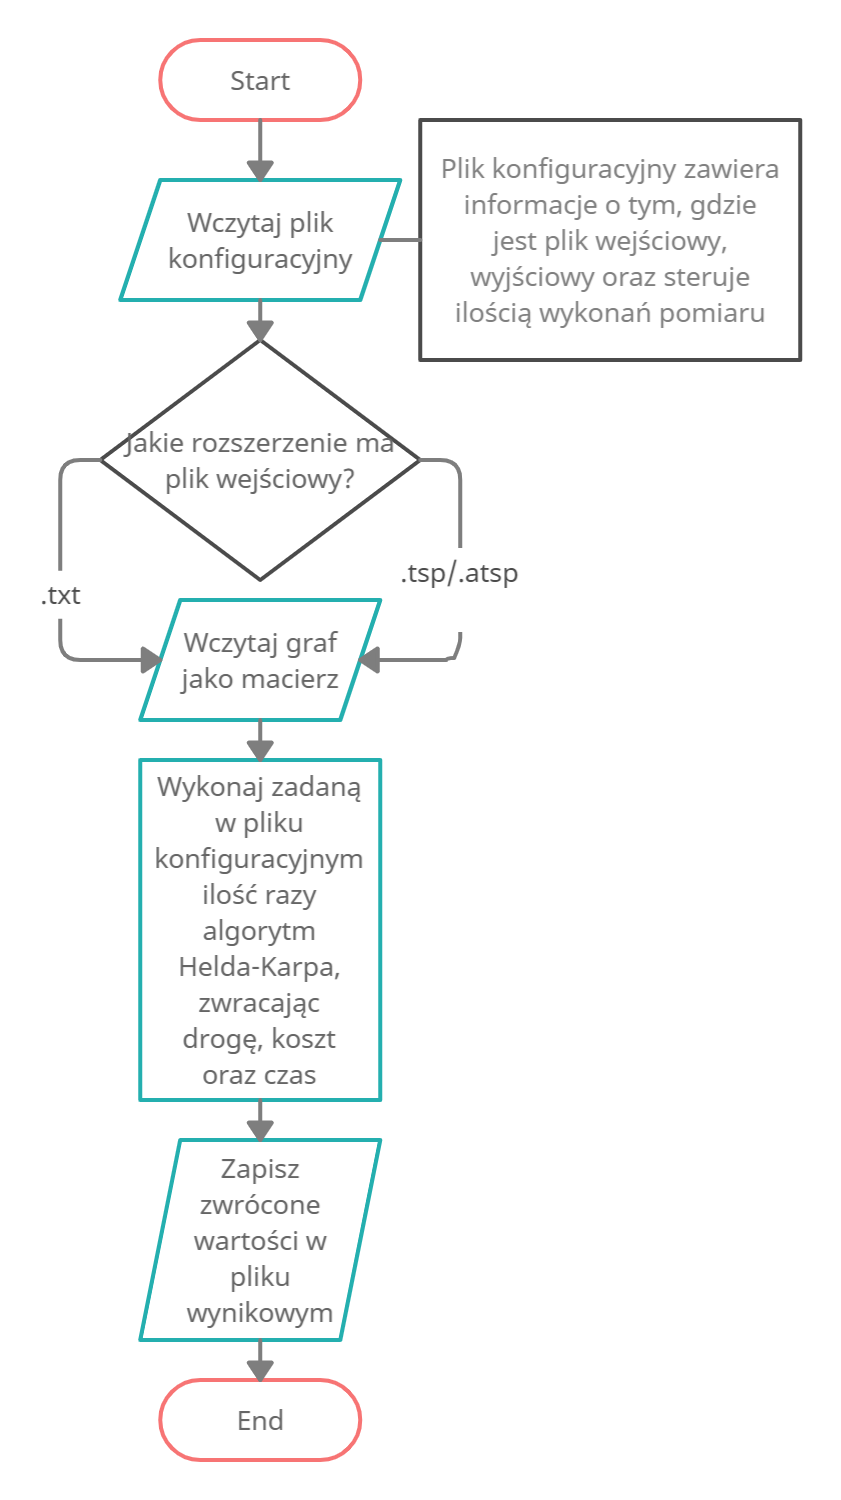 Start
Wczytaj plik
konfiguracyjny
Plik konfiguracyjny zawiera
informacje o tym, gdzie
jest plik wejściowy,
wyjściowy oraz steruje
ilością wykonań pomiaru
Jakie rozszerzenie ma
plik wejściowy?
.txt
.tsp/.atsp
Wczytaj graf
jako macierz
Wykonaj zadaną
w pliku
konfiguracyjnym
ilość razy
algorytm
Helda-Karpa,
zwracając
drogę, koszt
oraz czas
Zapisz
zwrócone
wartości w
pliku
wynikowym
End